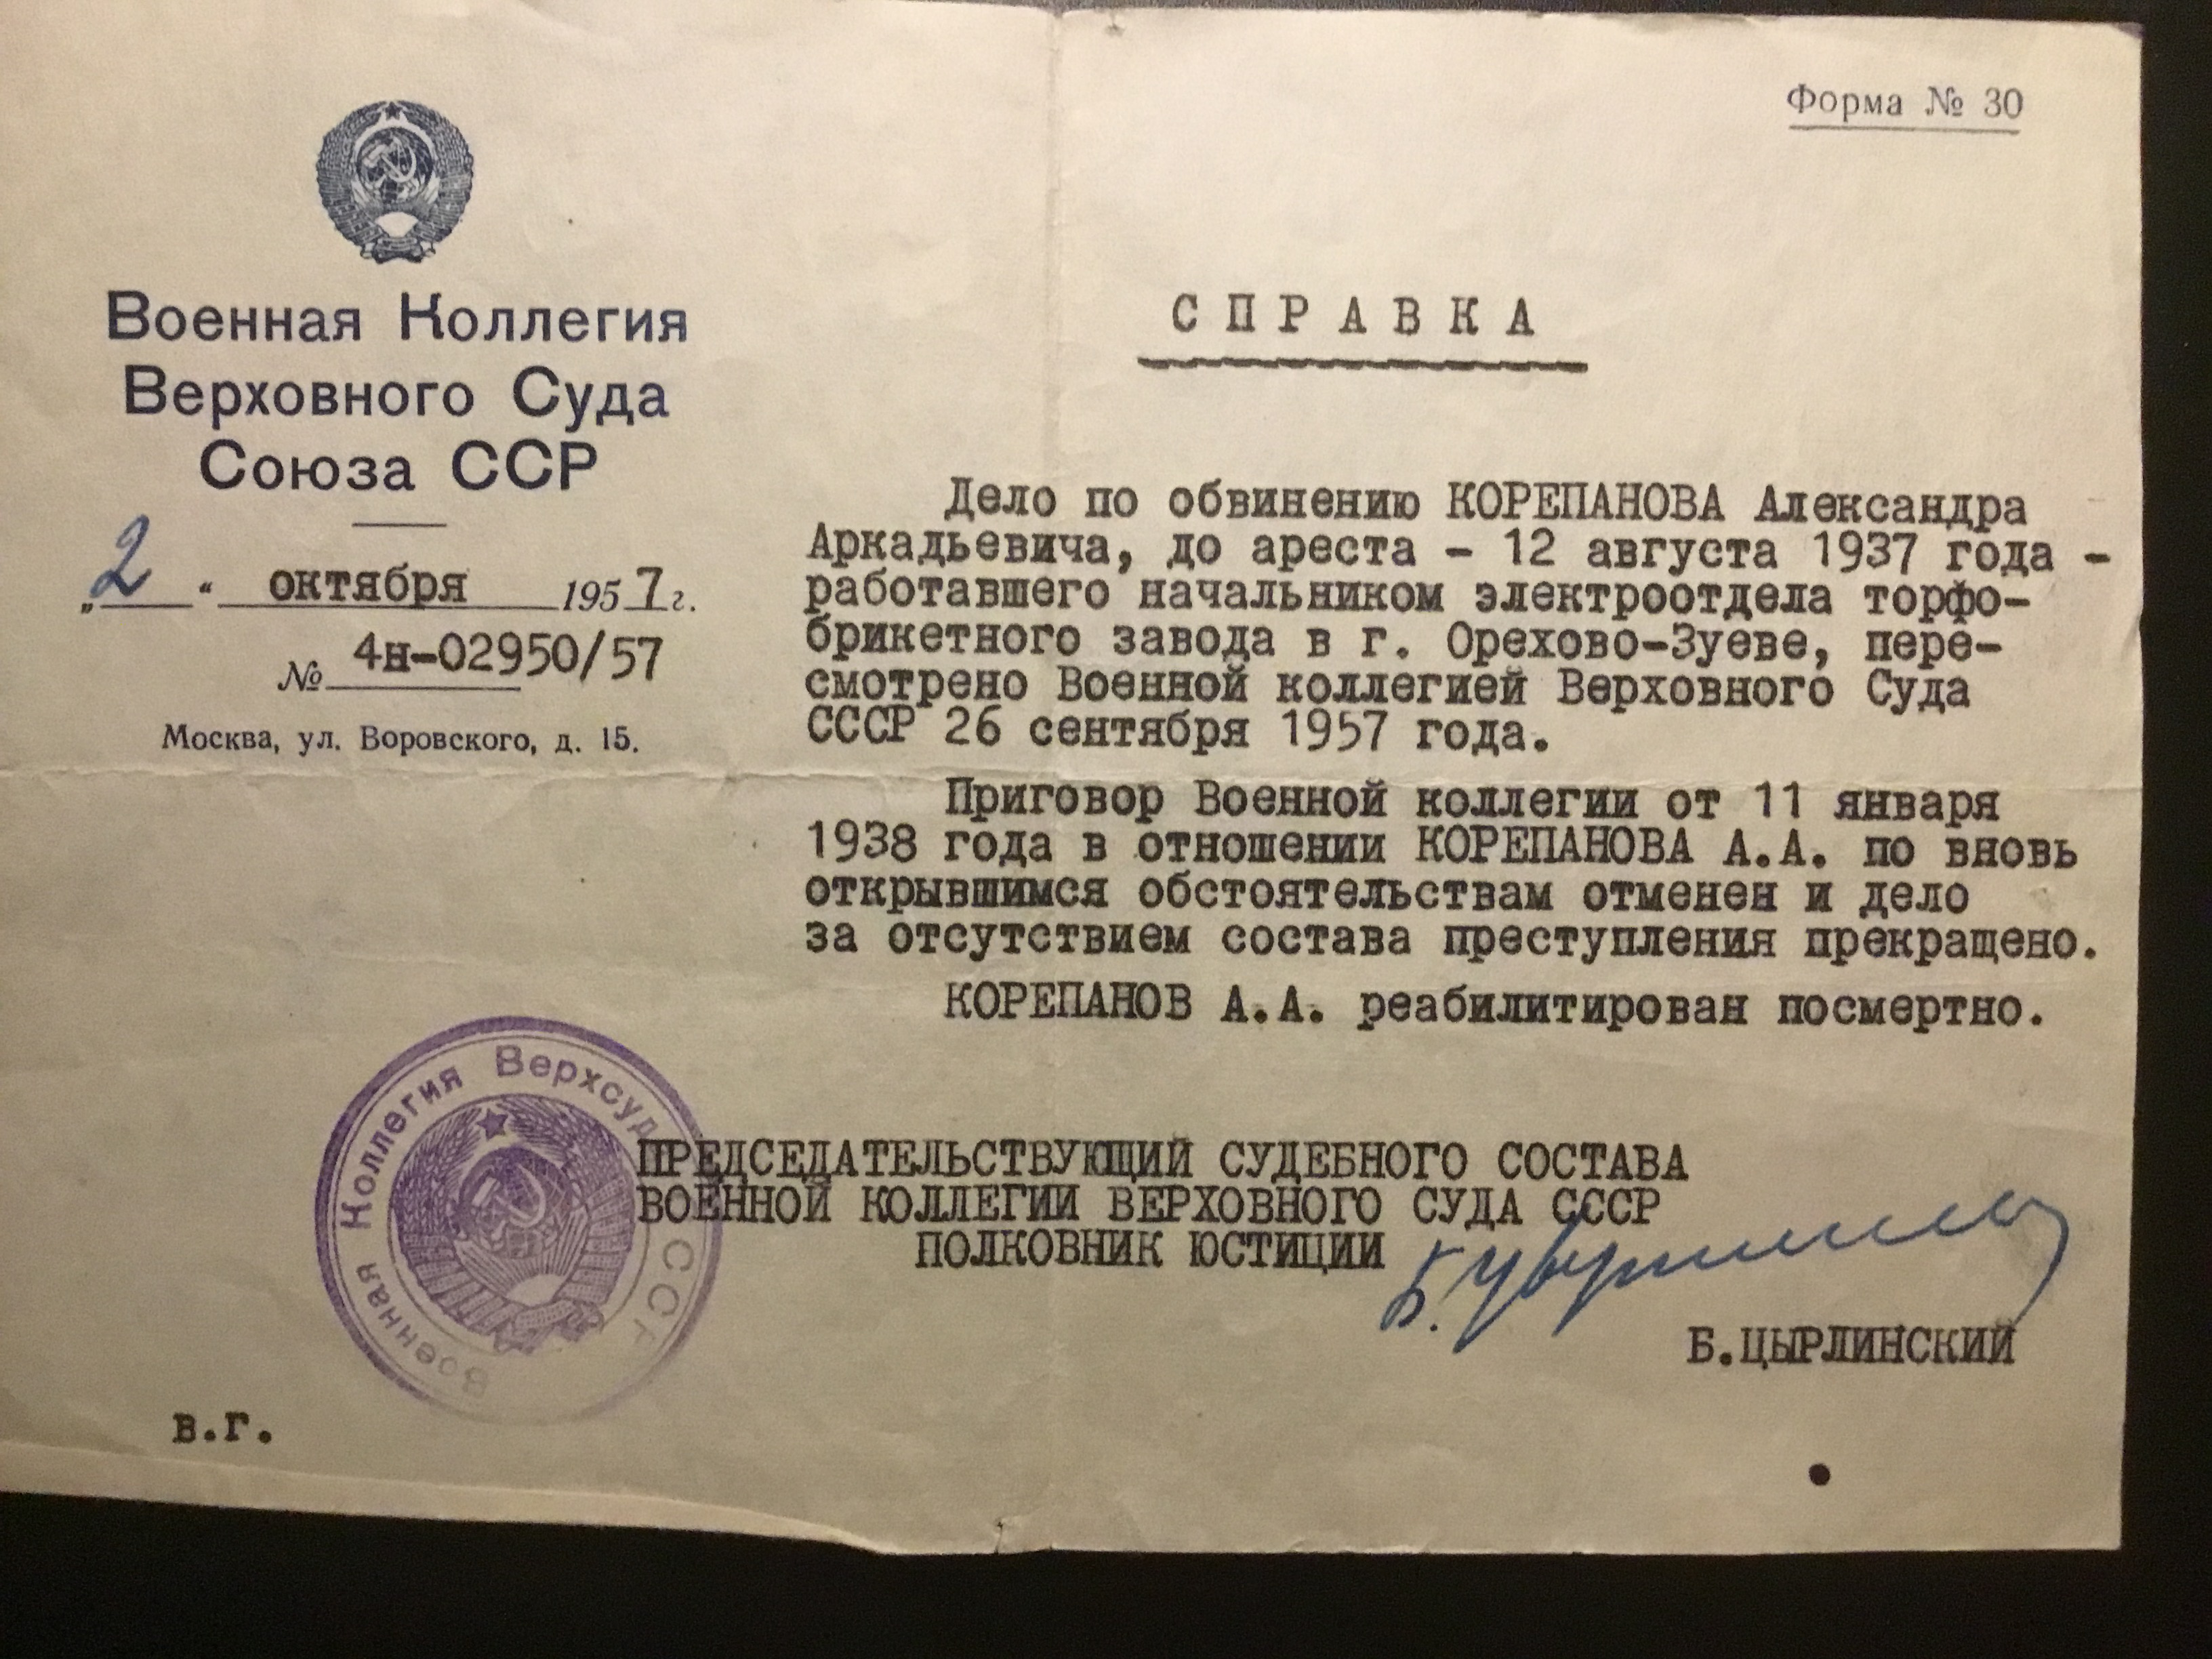 Форма № 30
Военная Коллегия
Верховного Суда
Союза ССР
„2“ октября 1957 г.
№ 4н-02950/57
Москва, ул. Воровского, д. 15.
СПРАВКА
Дело по обвинению КОРЕПАНОВА Александра
Аркадьевича, до ареста - 12 августа 1937 года -
работавшего начальником электроотдела торфо-
брикетного завода в г. Орехово-Зуеве, пере-
смотрено Военной коллегией Верховного Суда
СССР 26 сентября 1957 года.
Приговор Военной коллегии от 11 января
1938 года в отношении КОРЕПАНОВА А.А. по вновь
открывшимся обстоятельствам отменен и дело
за отсутствием состава преступления прекращено.
КОРЕПАНОВ А.А. реабилитирован посмертно.
Военная Коллегия Верхсуда СССР
ПРЕДСЕДАТЕЛЬСТВУЮЩИЙ СУДЕБНОГО СОСТАВА
ВОЕННОЙ КОЛЛЕГИИ ВЕРХОВНОГО СУДА СССР
ПОЛКОВНИК ЮСТИЦИИ
Б.ЦЫРЛИНСКИЙ
в.г.